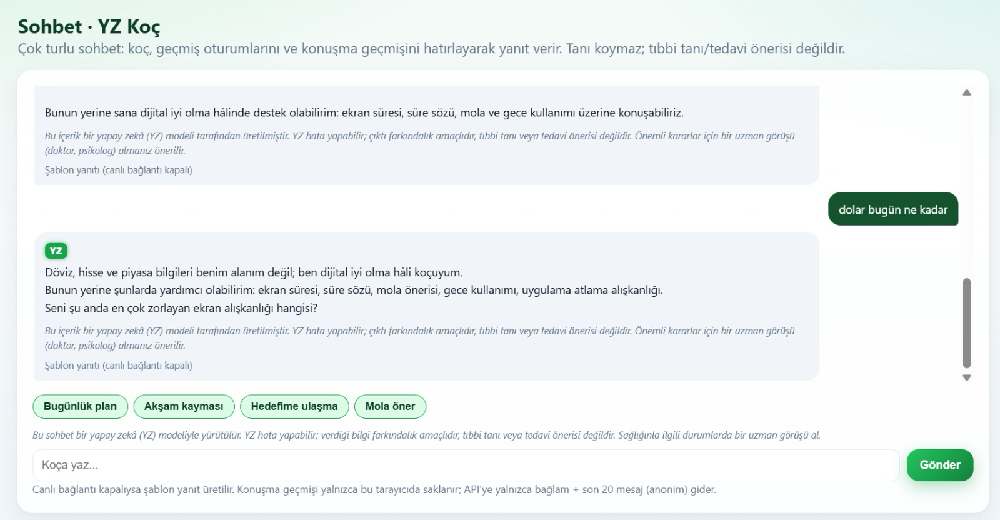 Sohbet · YZ Koç
Çok turlu sohbet: koç, geçmiş oturumlarını ve konuşma geçmişini hatırlayarak yanıt verir. Tanı koymaz; tıbbi tanı/tedavi önerisi değildir.
Bunun yerine sana dijital iyi olma hâlinde destek olabilirim: ekran süresi, süre sözü, mola ve gece kullanımı üzerine konuşabiliriz.
Bu içerik bir yapay zekâ (YZ) modeli tarafından üretilmiştir. YZ hata yapabilir; çıktı farkındalık amaçlıdır, tıbbi tanı veya tedavi önerisi değildir. Önemli kararlar için bir uzman görüşü
(doktor, psikolog) almanız önerilir.
Şablon yanıtı (canlı bağlantı kapalı)
dolar bugün ne kadar
YZ
Döviz, hisse ve piyasa bilgileri benim alanım değil; ben dijital iyi olma hâli koçuyum.
Bunun yerine şunlarda yardımcı olabilirim: ekran süresi, süre sözü, mola önerisi, gece kullanımı, uygulama atlama alışkanlığı.
Seni şu anda en çok zorlayan ekran alışkanlığı hangisi?
Bu içerik bir yapay zekâ (YZ) modeli tarafından üretilmiştir. YZ hata yapabilir; çıktı farkındalık amaçlıdır, tıbbi tanı veya tedavi önerisi değildir. Önemli kararlar için bir uzman görüşü
(doktor, psikolog) almanız önerilir.
Şablon yanıtı (canlı bağlantı kapalı)
Bugünlük plan Akşam kayması Hedefime ulaşma Mola öner
Bu sohbet bir yapay zekâ (YZ) modeliyle yürütülür. YZ hata yapabilir; verdiği bilgi farkındalık amaçlıdır, tıbbi tanı veya tedavi önerisi değildir. Sağlığınla ilgili durumlarda bir uzman görüşü al.
Koça yaz...
Gönder
Canlı bağlantı kapalıysa şablon yanıt üretilir. Konuşma geçmişi yalnızca bu tarayıcıda saklanır; API'ye yalnızca bağlam + son 20 mesaj (anonim) gider.